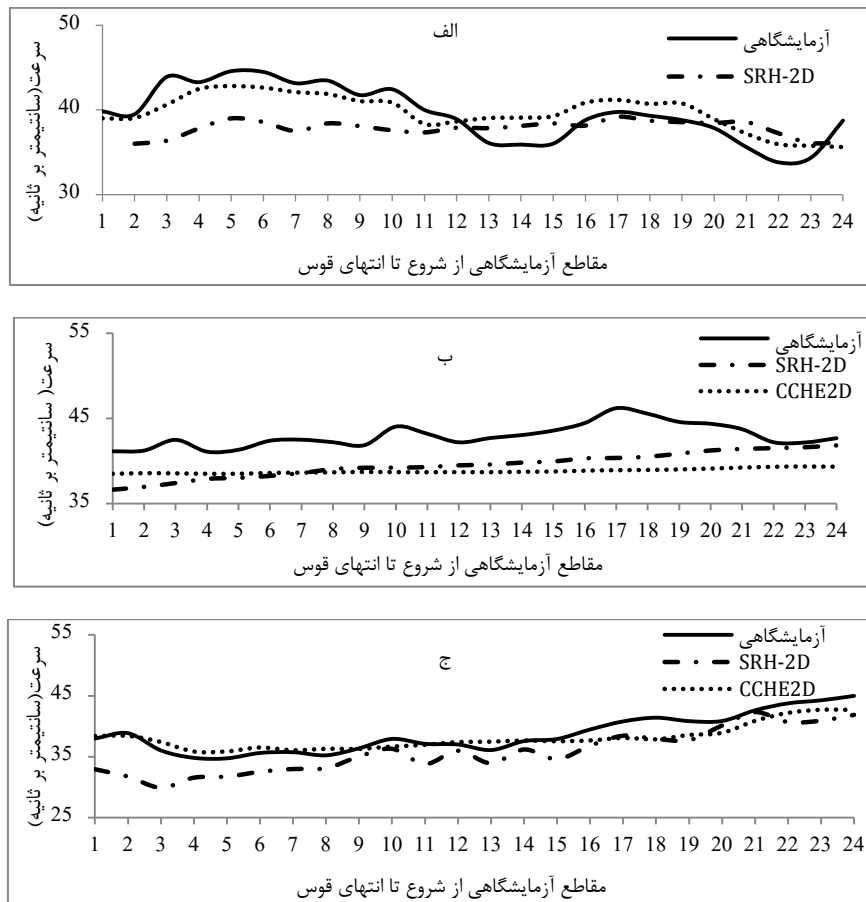 الف
آزمایشگاهی
SRH-2D
سرعت(سانتیمتر بر ثانیه)
50
40
30
1 2 3 4 5 6 7 8 9 10 11 12 13 14 15 16 17 18 19 20 21 22 23 24
مقاطع آزمایشگاهی از شروع تا انتهای قوس
ب
آزمایشگاهی
SRH-2D
CCHE2D
سرعت( سانتیمتر بر ثانیه)
55
45
35
1 2 3 4 5 6 7 8 9 10 11 12 13 14 15 16 17 18 19 20 21 22 23 24
مقاطع آزمایشگاهی از شروع تا انتهای قوس
ج
آزمایشگاهی
SRH-2D
CCHE2D
سرعت(سانتیمتر بر ثانیه)
55
45
35
25
1 2 3 4 5 6 7 8 9 10 11 12 13 14 15 16 17 18 19 20 21 22 23 24
مقاطع آزمایشگاهی از شروع تا انتهای قوس